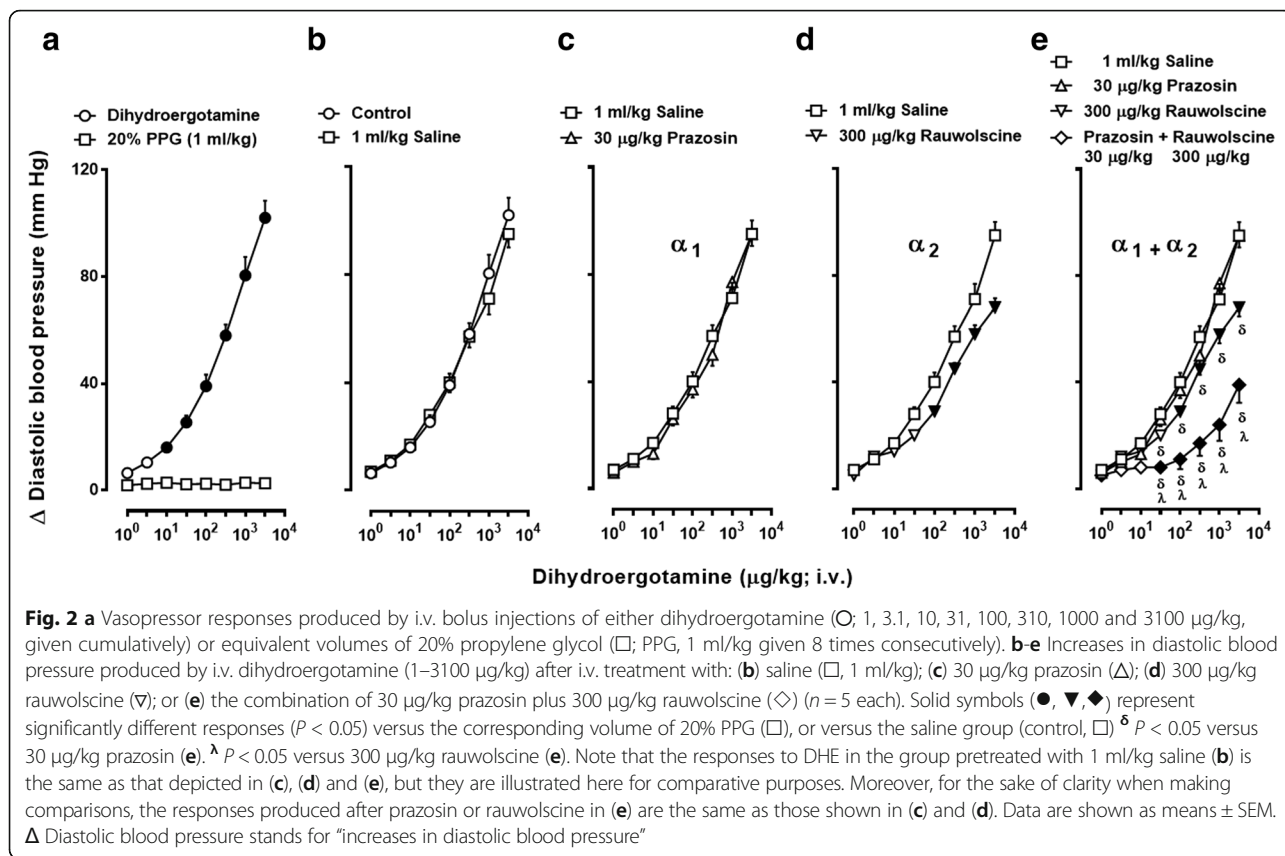 a
b
c
d
e
Dihydroergotamine
20% PPG (1 ml/kg)
Control
1 ml/kg Saline
1 ml/kg Saline
30 µg/kg Prazosin
1 ml/kg Saline
300 µg/kg Rauwolscine
1 ml/kg Saline
30 µg/kg Prazosin
300 µg/kg Rauwolscine
Prazosin + Rauwolscine
30 µg/kg 300 µg/kg
Δ Diastolic blood pressure (mm Hg)
120
80
40
0
α1
α2
α1 + α2
δ
δ
δ
δ
δ
λ
δ
λ
δ
λ
δ
λ
δ
λ
10⁰ 10¹ 10² 10³ 10⁴
10⁰ 10¹ 10² 10³ 10⁴
10⁰ 10¹ 10² 10³ 10⁴
10⁰ 10¹ 10² 10³ 10⁴
10⁰ 10¹ 10² 10³ 10⁴
Dihydroergotamine (µg/kg; i.v.)
Fig. 2 a Vasopressor responses produced by i.v. bolus injections of either dihydroergotamine (○; 1, 3.1, 10, 31, 100, 310, 1000 and 3100 µg/kg,
given cumulatively) or equivalent volumes of 20% propylene glycol (□; PPG, 1 ml/kg given 8 times consecutively). b-e Increases in diastolic blood
pressure produced by i.v. dihydroergotamine (1–3100 µg/kg) after i.v. treatment with: (b) saline (□, 1 ml/kg); (c) 30 µg/kg prazosin (△); (d) 300 µg/kg
rauwolscine (▽); or (e) the combination of 30 µg/kg prazosin plus 300 µg/kg rauwolscine (◇) (n = 5 each). Solid symbols (●, ▼,◆) represent
significantly different responses (P < 0.05) versus the corresponding volume of 20% PPG (□), or versus the saline group (control, □) δ P < 0.05 versus
30 µg/kg prazosin (e). λ P < 0.05 versus 300 µg/kg rauwolscine (e). Note that the responses to DHE in the group pretreated with 1 ml/kg saline (b) is
the same as that depicted in (c), (d) and (e), but they are illustrated here for comparative purposes. Moreover, for the sake of clarity when making
comparisons, the responses produced after prazosin or rauwolscine in (e) are the same as those shown in (c) and (d). Data are shown as means ± SEM.
Δ Diastolic blood pressure stands for “increases in diastolic blood pressure”